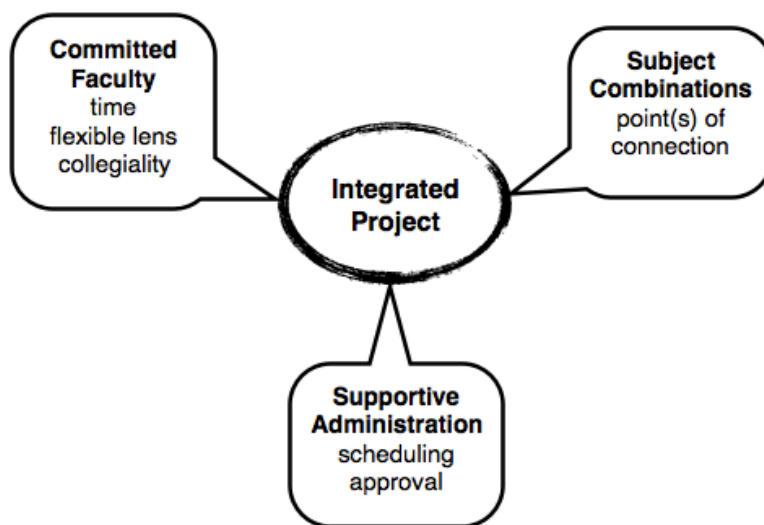 Committed
Faculty
time
flexible lens
collegiality
Subject
Combinations
point(s) of
connection
Integrated
Project
Supportive
Administration
scheduling
approval